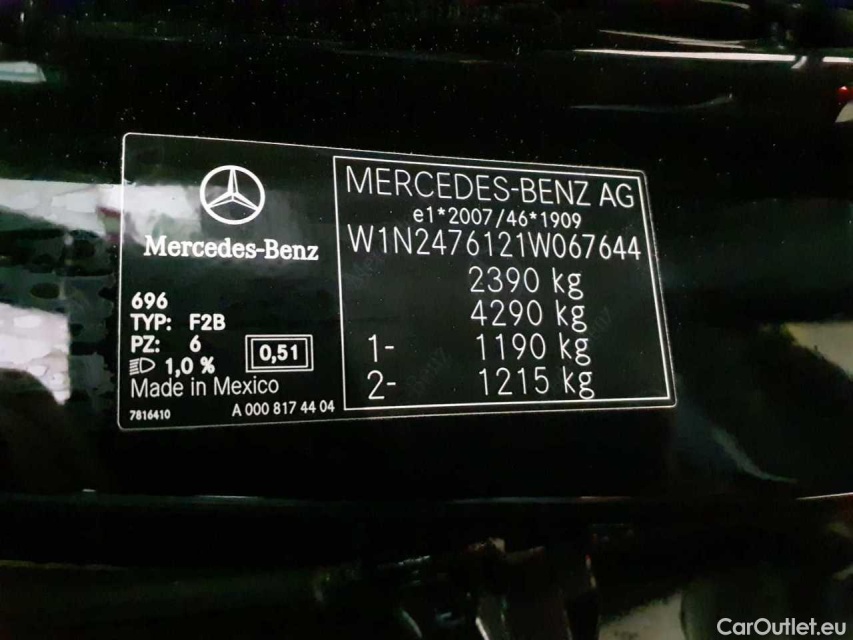 Mercedes-Benz
696
TYP: F2B
PZ: 6
1,0 %
0,51
Made in Mexico
7816410
A 000 817 44 04
MERCEDES-BENZ AG
e1*2007/46*1909
W1N2476121W067644
2390 kg
4290 kg
1- 1190 kg
2- 1215 kg
CarOutlet.eu